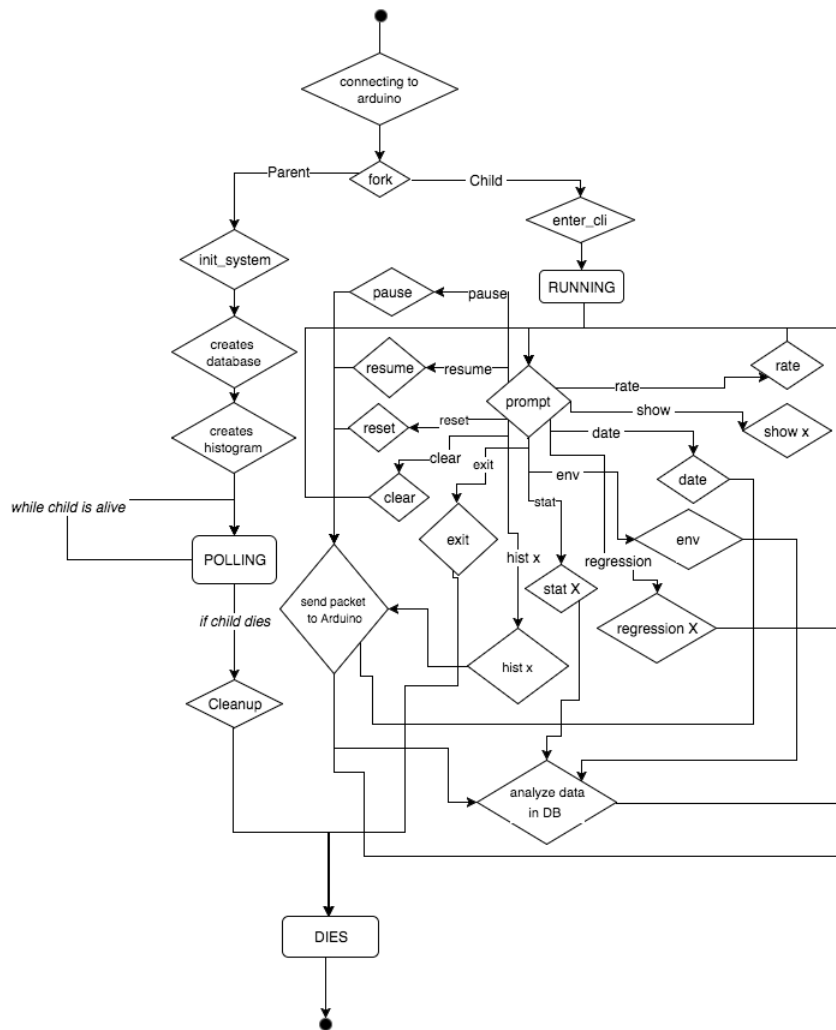 connecting to
arduino
Parent
fork
Child
enter_cli
init_system
RUNNING
pause
pause
creates
database
resume
resume
rate
rate
prompt
show
creates
histogram
reset
reset
date
show x
clear
exit
env
date
clear
stat
while child is alive
exit
env
POLLING
hist x
regression
stat X
send packet
to Arduino
if child dies
regression X
hist x
Cleanup
analyze data
in DB
DIES